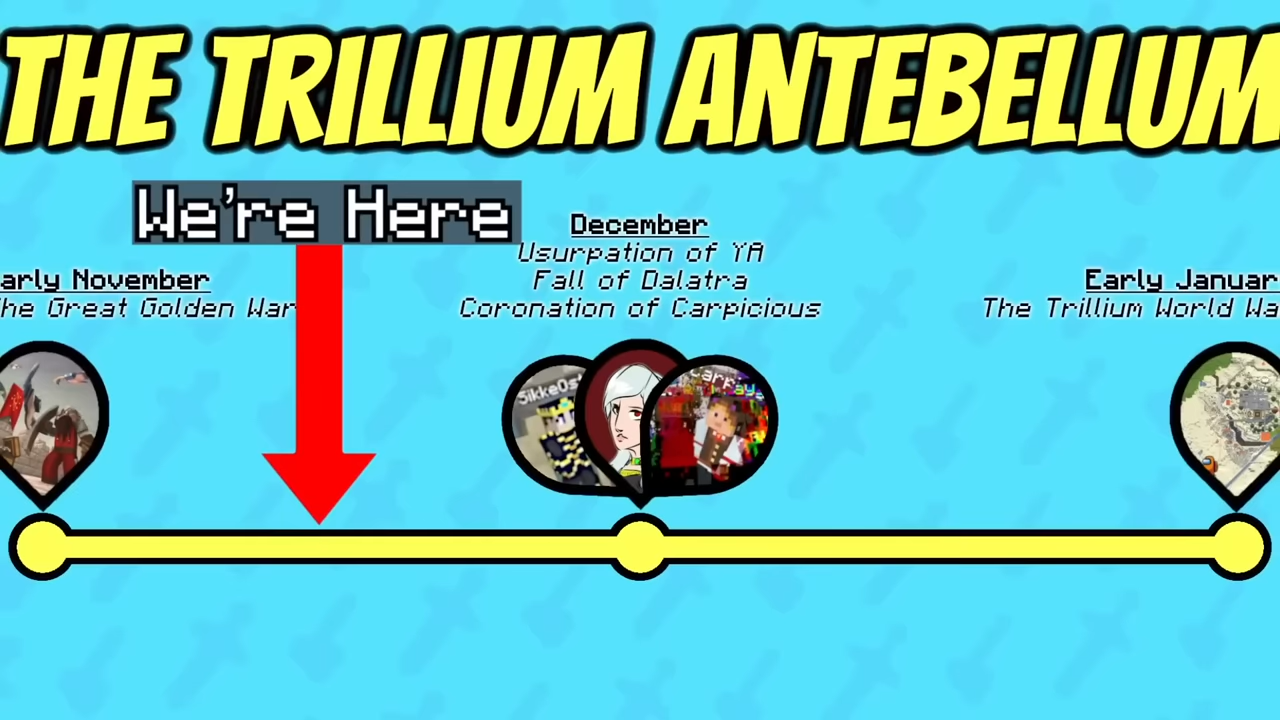 THE TRILLIUM ANTEBELLUM
We're Here
December
Usurpation of YA
Fall of Dalatra
Coronation of Carpicious
arly November
he Great Golden War
Early Januar
The Trillium World Wa
SikkeOs